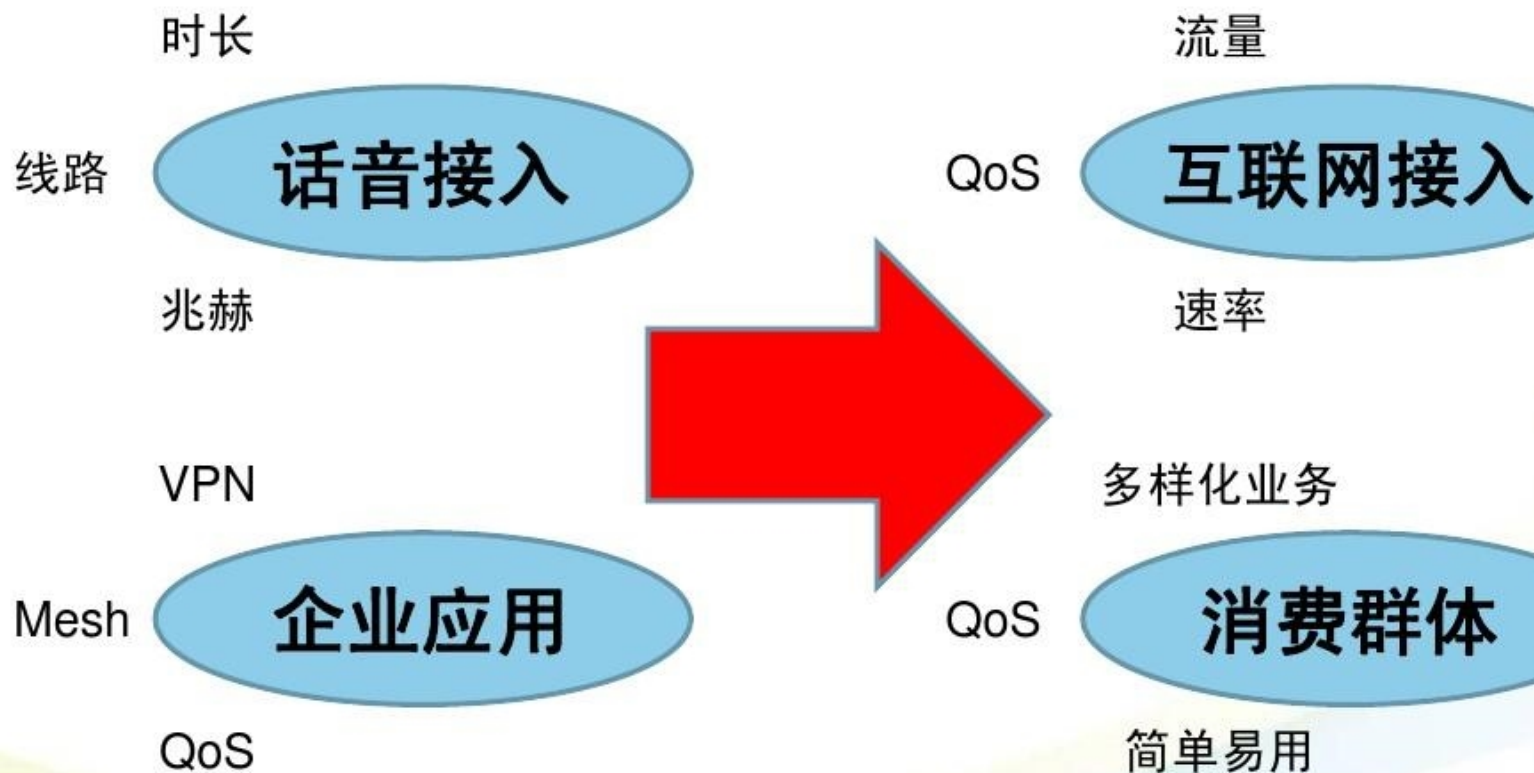 时长
流量
线路
话音接入
QoS
互联网接入
兆赫
速率
VPN
多样化业务
Mesh
企业应用
QoS
消费群体
QoS
简单易用